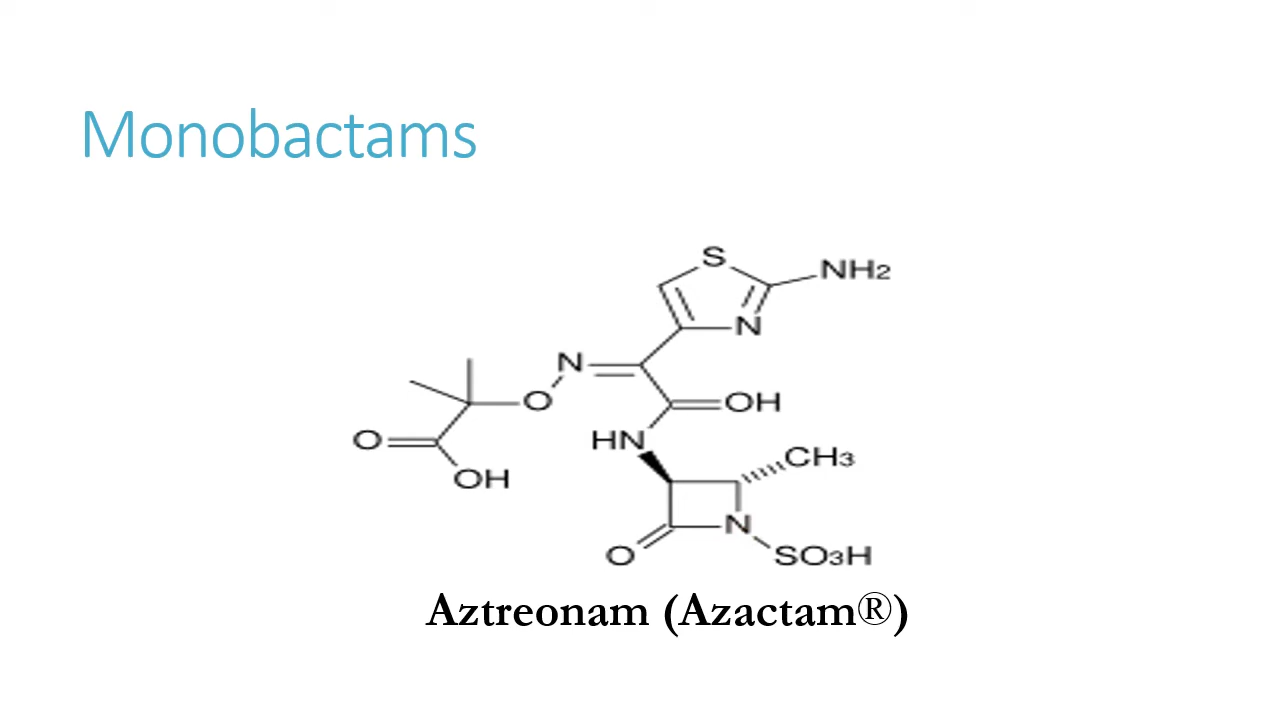 Monobactams
S
NH2
N
N
O
OH
HN
O
CH3
OH
N
O
SO3H
Aztreonam (Azactam®)